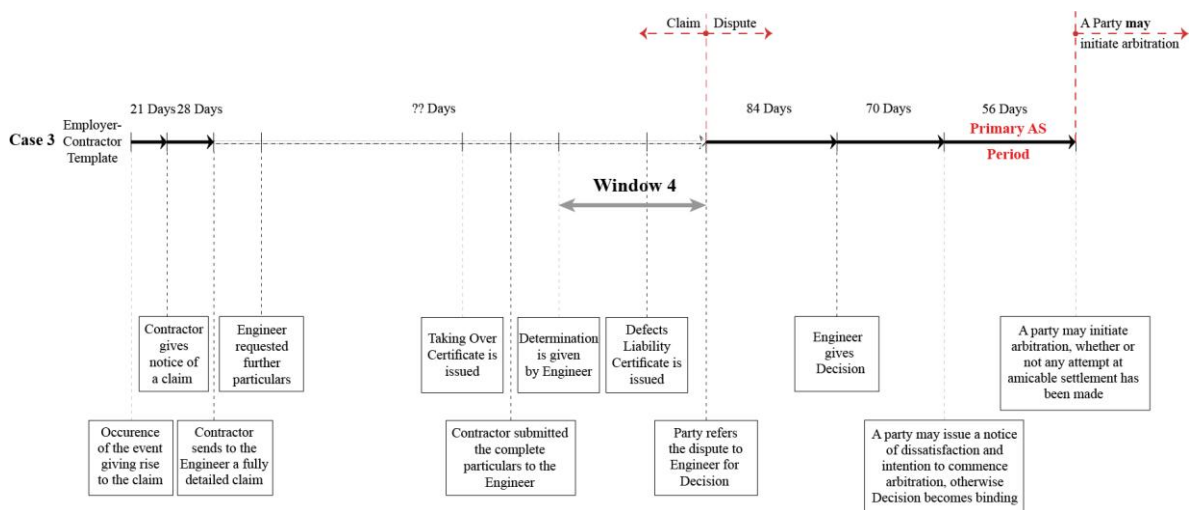 Claim
Dispute
A Party may
initiate arbitration
21 Days
28 Days
?? Days
84 Days
70 Days
56 Days
Case 3
Employer-
Contractor
Template
Primary AS
Period
Window 4
Contractor
gives
notice of
a claim
Engineer
requested
further
particulars
Taking Over
Certificate is
issued
Determination
is given
by Engineer
Defects
Liability
Certificate is
issued
Engineer
gives
Decision
A party may initiate
arbitration, whether or
not any attempt at
amicable settlement has
been made
Occurence
of the event
giving rise
to the claim
Contractor
sends to the
Engineer a fully
detailed claim
Contractor submitted
the complete
particulars to the
Engineer
Party refers
the dispute to
Engineer for
Decision
A party may issue a notice
of dissatisfaction and
intention to commence
arbitration, otherwise
Decision becomes binding